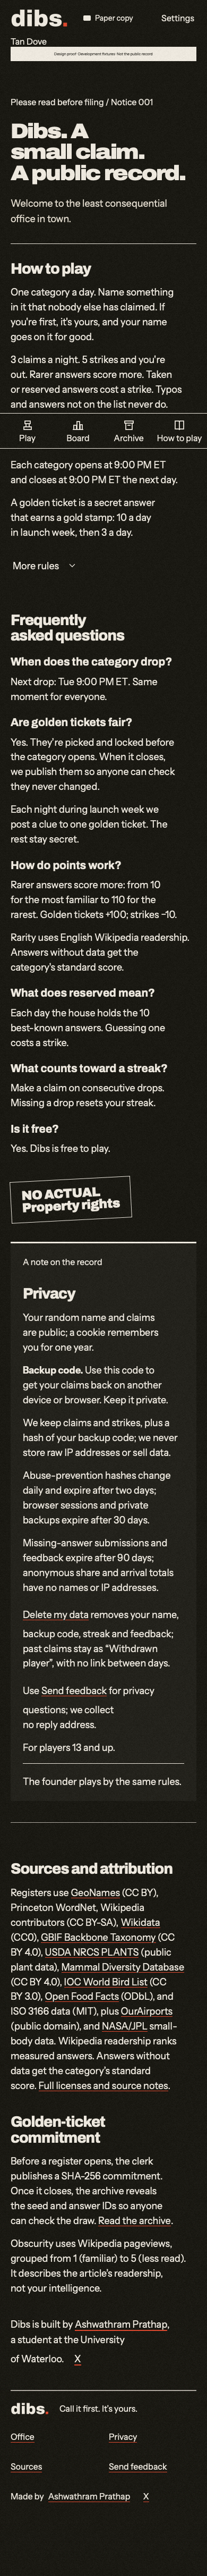 dibs.
Paper copy
Settings
Tan Dove
Design proof · Development fixtures · Not the public record
Please read before filing / Notice 001
Dibs. A
small claim.
A public record.
Welcome to the least consequential
office in town.
How to play
One category a day. Name something
in it that nobody else has claimed. If
you're first, it's yours, and your name
goes on it for good.
3 claims a night. 5 strikes and you're
out. Rarer answers score more. Taken
or reserved answers cost a strike. Typos
and answers not on the list never do.
Play
Board
Archive
How to play
Each category opens at 9:00 PM ET
and closes at 9:00 PM ET the next day.
A golden ticket is a secret answer
that earns a gold stamp: 10 a day
in launch week, then 3 a day.
More rules
Frequently
asked questions
When does the category drop?
Next drop: Tue 9:00 PM ET. Same
moment for everyone.
Are golden tickets fair?
Yes. They're picked and locked before
the category opens. When it closes,
we publish them so anyone can check
they never changed.
Each night during launch week we
post a clue to one golden ticket. The
rest stay secret.
How do points work?
Rarer answers score more: from 10
for the most familiar to 110 for the
rarest. Golden tickets +100; strikes -10.
Rarity uses English Wikipedia readership.
Answers without data get the
category's standard score.
What does reserved mean?
Each day the house holds the 10
best-known answers. Guessing one
costs a strike.
What counts toward a streak?
Make a claim on consecutive drops.
Missing a drop resets your streak.
Is it free?
Yes. Dibs is free to play.
NO ACTUAL
Property rights
A note on the record
Privacy
Your random name and claims
are public; a cookie remembers
you for one year.
Backup code. Use this code to
get your claims back on another
device or browser. Keep it private.
We keep claims and strikes, plus a
hash of your backup code; we never
store raw IP addresses or sell data.
Abuse-prevention hashes change
daily and expire after two days;
browser sessions and private
backups expire after 30 days.
Missing-answer submissions and
feedback expire after 90 days;
anonymous share and arrival totals
have no names or IP addresses.
Delete my data removes your name,
backup code, streak and feedback;
past claims stay as "Withdrawn
player", with no link between days.
Use Send feedback for privacy
questions; we collect
no reply address.
For players 13 and up.
The founder plays by the same rules.
Sources and attribution
Registers use GeoNames (CC BY),
Princeton WordNet, Wikipedia
contributors (CC BY-SA), Wikidata
(CC0), GBIF Backbone Taxonomy (CC
BY 4.0), USDA NRCS PLANTS (public
plant data), Mammal Diversity Database
(CC BY 4.0), IOC World Bird List (CC
BY 3.0), Open Food Facts (ODbL), and
ISO 3166 data (MIT), plus OurAirports
(public domain), and NASA/JPL small-
body data. Wikipedia readership ranks
measured answers. Answers without
data get the category's standard
score. Full licenses and source notes.
Golden-ticket
commitment
Before a register opens, the clerk
publishes a SHA-256 commitment.
Once it closes, the archive reveals
the seed and answer IDs so anyone
can check the draw. Read the archive.
Obscurity uses Wikipedia pageviews,
grouped from 1 (familiar) to 5 (less read).
It describes the article's readership,
not your intelligence.
Dibs is built by Ashwathram Prathap,
a student at the University
of Waterloo. X
dibs.
Call it first. It's yours.
Office
Privacy
Sources
Send feedback
Made by Ashwathram Prathap X